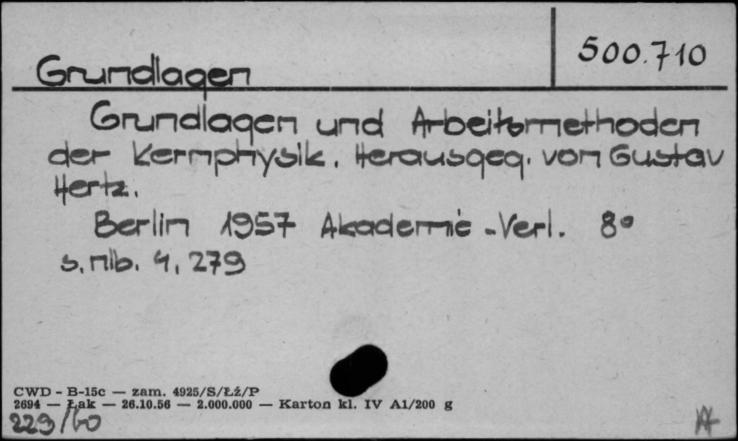 500.710
Grundlagen
Grundlagen und Arbeitsmethoden
der Kernphysik. Herausgeg. von Gustav
Hertz.
Berlin 1957 Akademie-Verl. 8°
s. nlb. 4, 279
CWD - B-15c — zam. 4925/S/Łź/P
2694 — Łak — 26.10.56 — 2.000.000 — Karton kl. IV A1/200 g
229/60